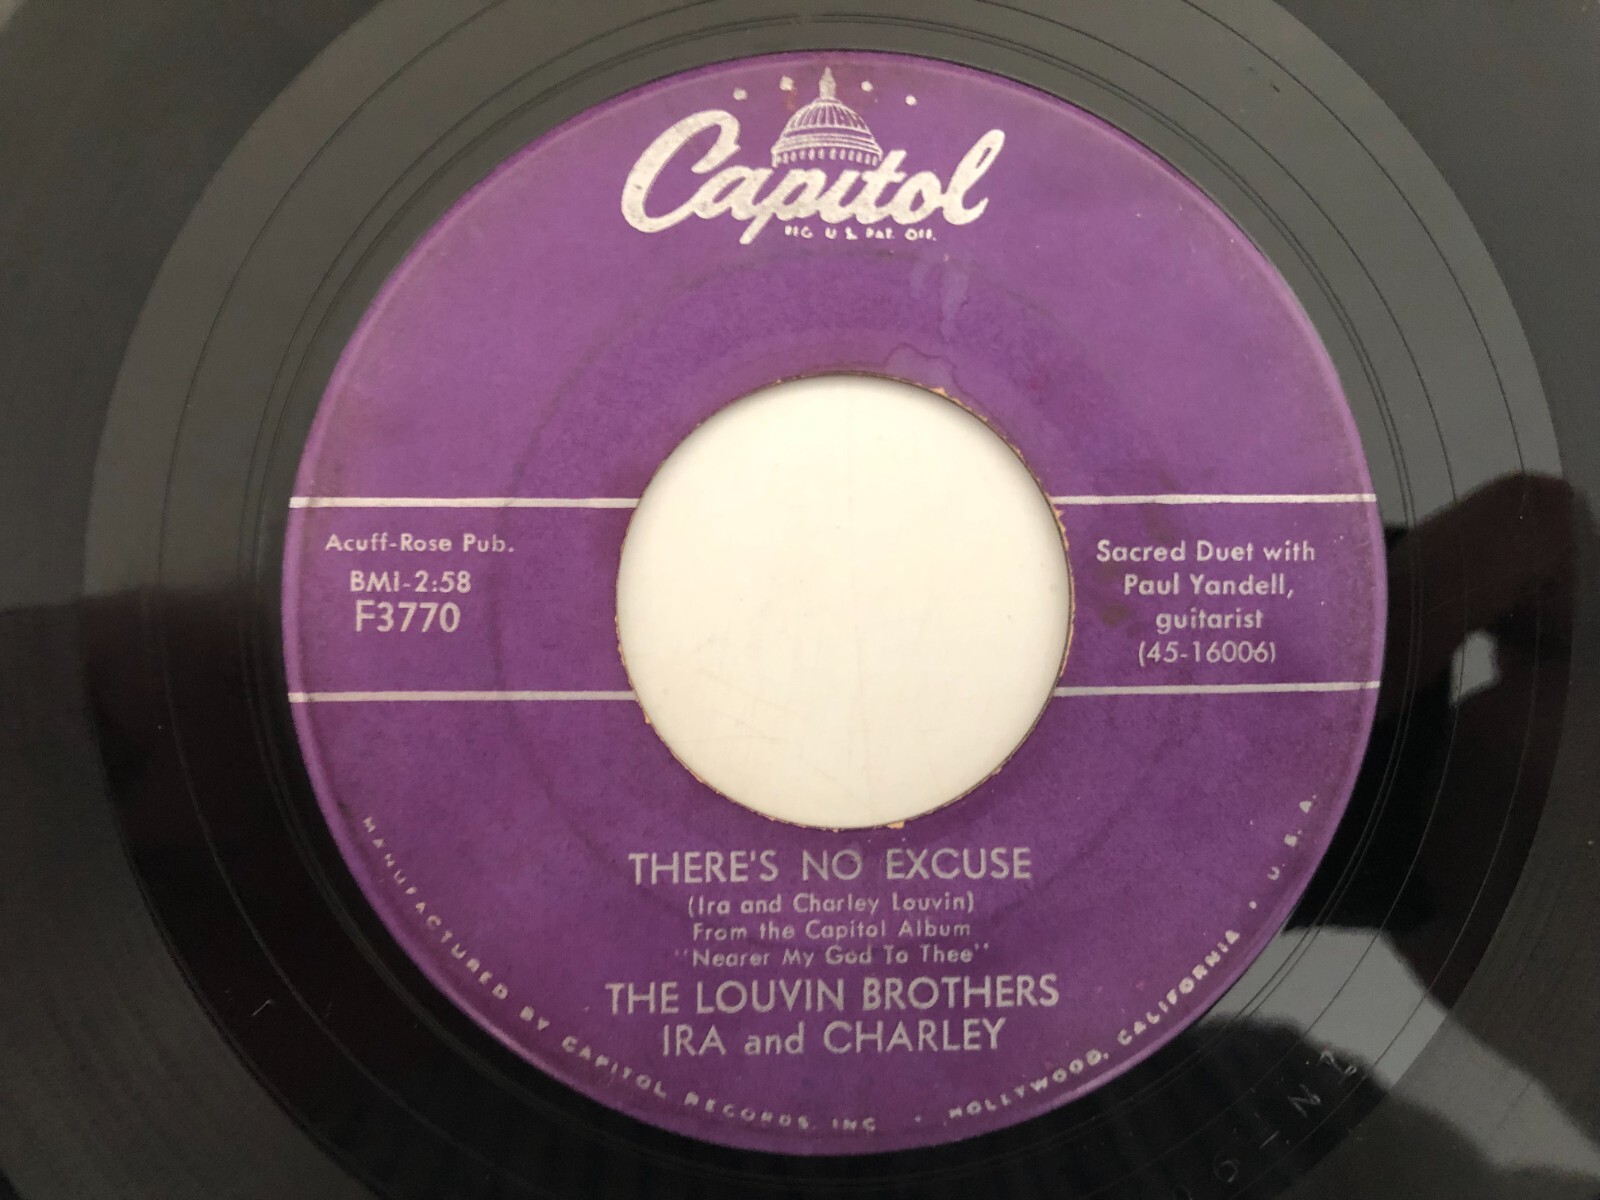 Capitol
REG. U.S. PAT. OFF.
Acuff-Rose Pub.
BMI-2:58
F3770
Sacred Duet with
Paul Yandell,
guitarist
(45-16006)
THERE'S NO EXCUSE
(Ira and Charley Louvin)
From the Capitol Album
"Nearer My God To Thee"
THE LOUVIN BROTHERS
IRA and CHARLEY
MANUFACTURED BY CAPITOL RECORDS, INC. • HOLLYWOOD, CALIFORNIA • U. S. A.